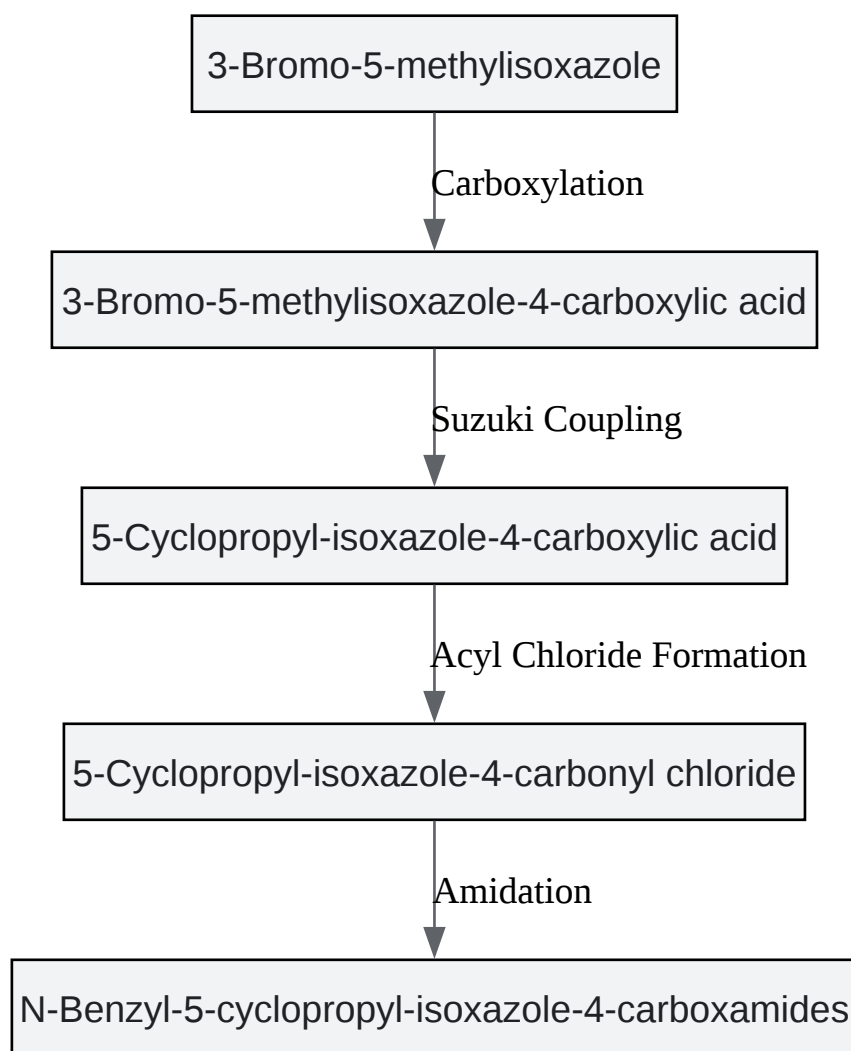 3-Bromo-5-methylisoxazole
Carboxylation
3-Bromo-5-methylisoxazole-4-carboxylic acid
Suzuki Coupling
5-Cyclopropyl-isoxazole-4-carboxylic acid
Acyl Chloride Formation
5-Cyclopropyl-isoxazole-4-carbonyl chloride
Amidation
N-Benzyl-5-cyclopropyl-isoxazole-4-carboxamides